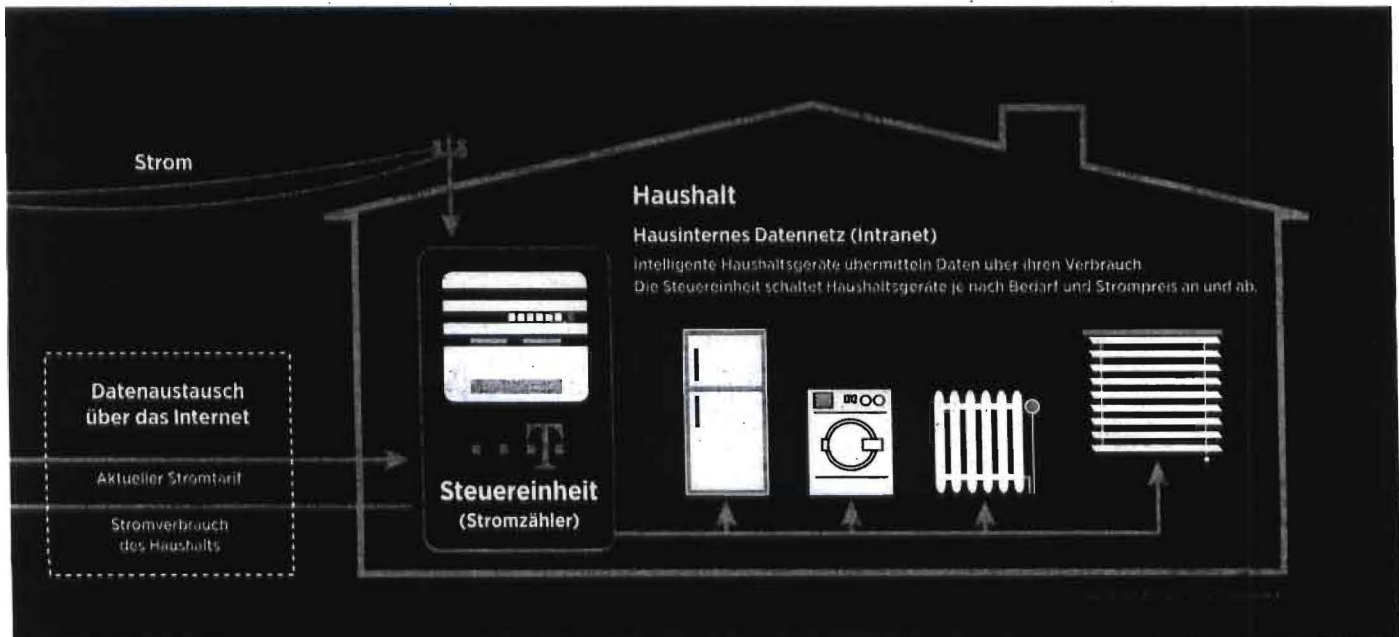 Strom
Haushalt
Hausinternes Datennetz (Intranet)
Intelligente Haushaltsgeräte übermitteln Daten über ihren Verbrauch
Die Steuereinheit schaltet Haushaltsgeräte je nach Bedarf und Strompreis an und ab.
Datenaustausch
über das Internet
Aktueller Stromtarif
Stromverbrauch
des Haushalts
T
Steuereinheit
(Stromzähler)